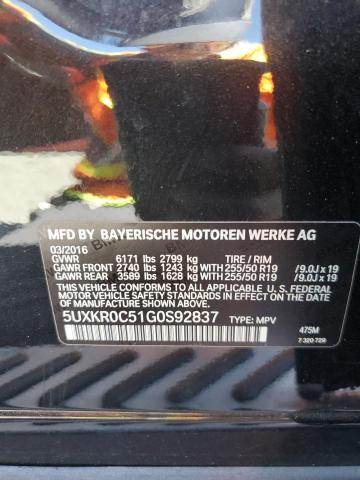 MFD BY BAYERISCHE MOTOREN WERKE AG
03/2016
GVWR 6171 lbs 2799 kg TIRE / RIM
GAWR FRONT 2740 lbs 1243 kg WITH 255/50 R19 /9.0J x 19
GAWR REAR 3589 lbs 1628 kg WITH 255/50 R19 /9.0J x 19
THIS VEHICLE CONFORMS TO ALL APPLICABLE U.S. FEDERAL
MOTOR VEHICLE SAFETY STANDARDS IN EFFECT
ON THE DATE OF MANUFACTURE SHOWN ABOVE.
5UXKR0C51G0S92837 TYPE: MPV
475M
7 320 729